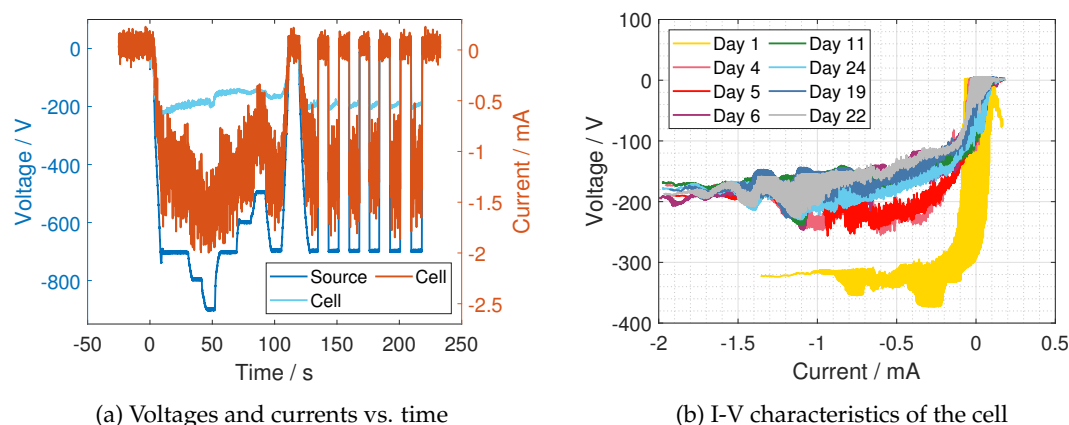 0
-200
-400
-600
-800
Voltage / V
0
-0.5
-1
-1.5
-2
-2.5
Current / mA
Source
Cell
Cell
-50
0
50
100
150
200
250
Time / s
(a) Voltages and currents vs. time
100
0
-100
-200
-300
-400
Voltage / V
Day 1
Day 4
Day 5
Day 6
Day 11
Day 24
Day 19
Day 22
-2
-1.5
-1
-0.5
0
0.5
Current / mA
(b) I-V characteristics of the cell